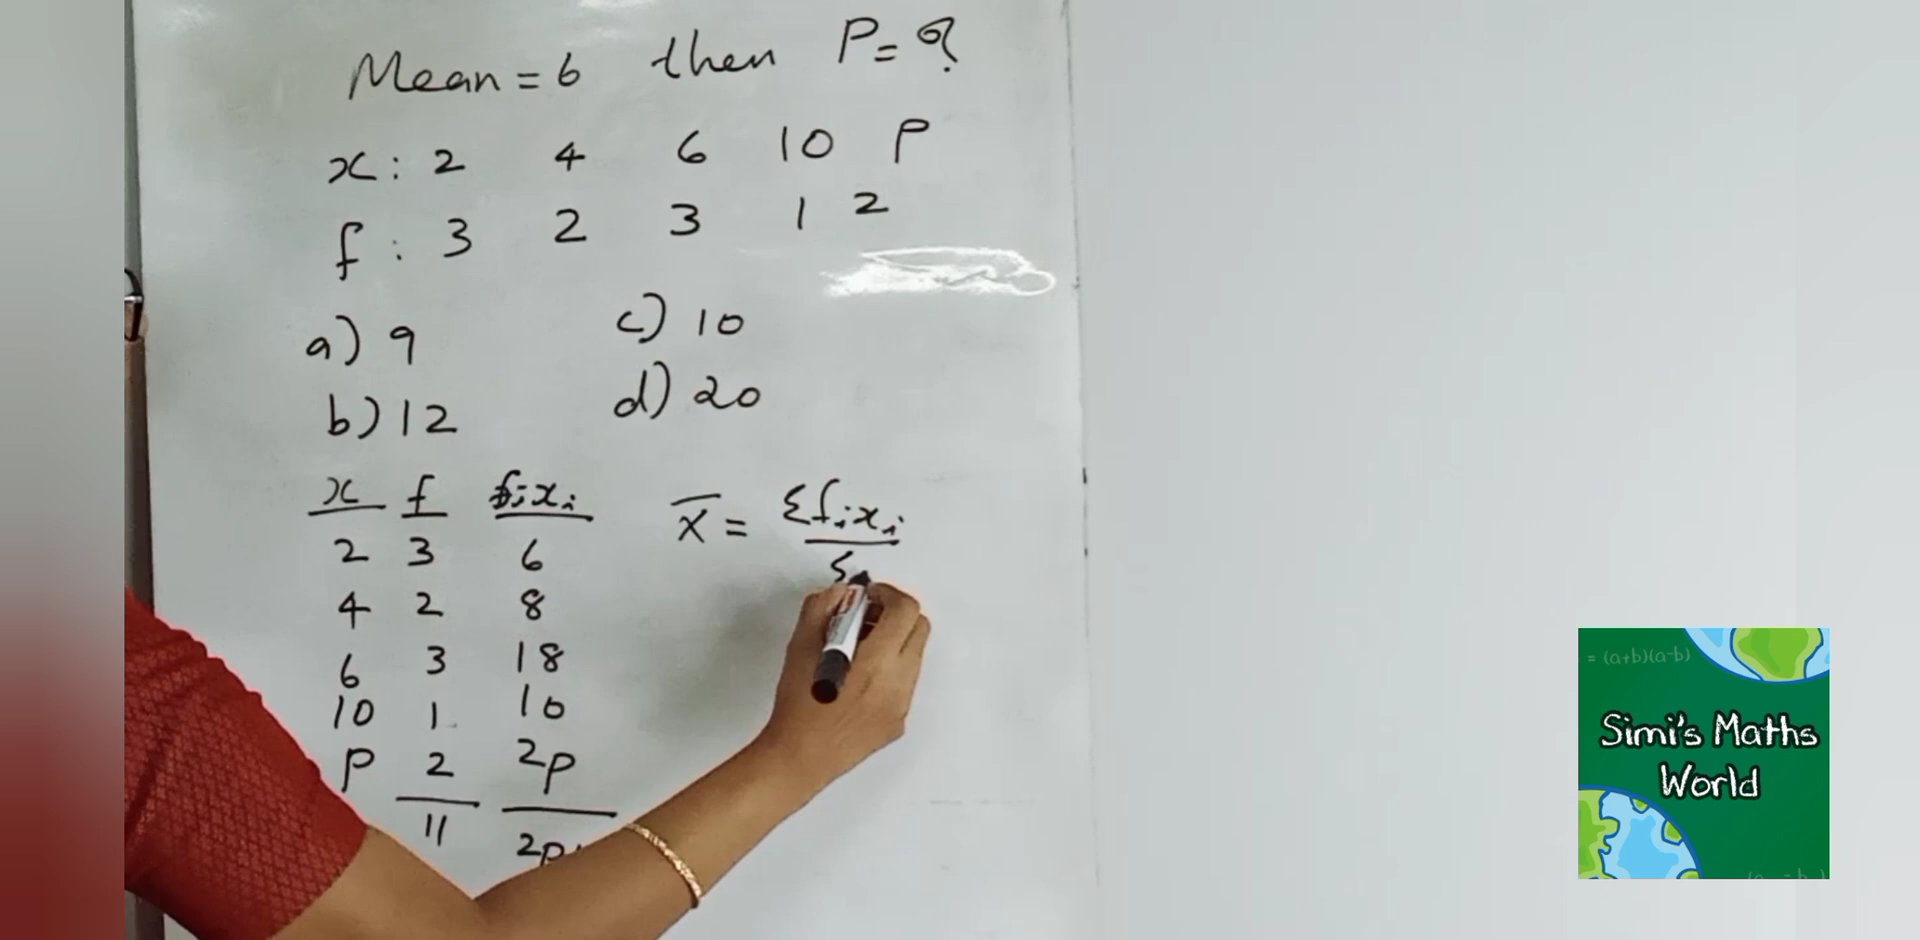 Mean = 6 then P = ?
x : 2 4 6 10 P
f : 3 2 3 1 2
a) 9 c) 10
b) 12 d) 20
x f fixi
2 3 6
4 2 8
6 3 18
10 1 10
P 2 2p
11 2p
x̄ = Σfixi
= (a+b)(a-b)
Simi's Maths
World